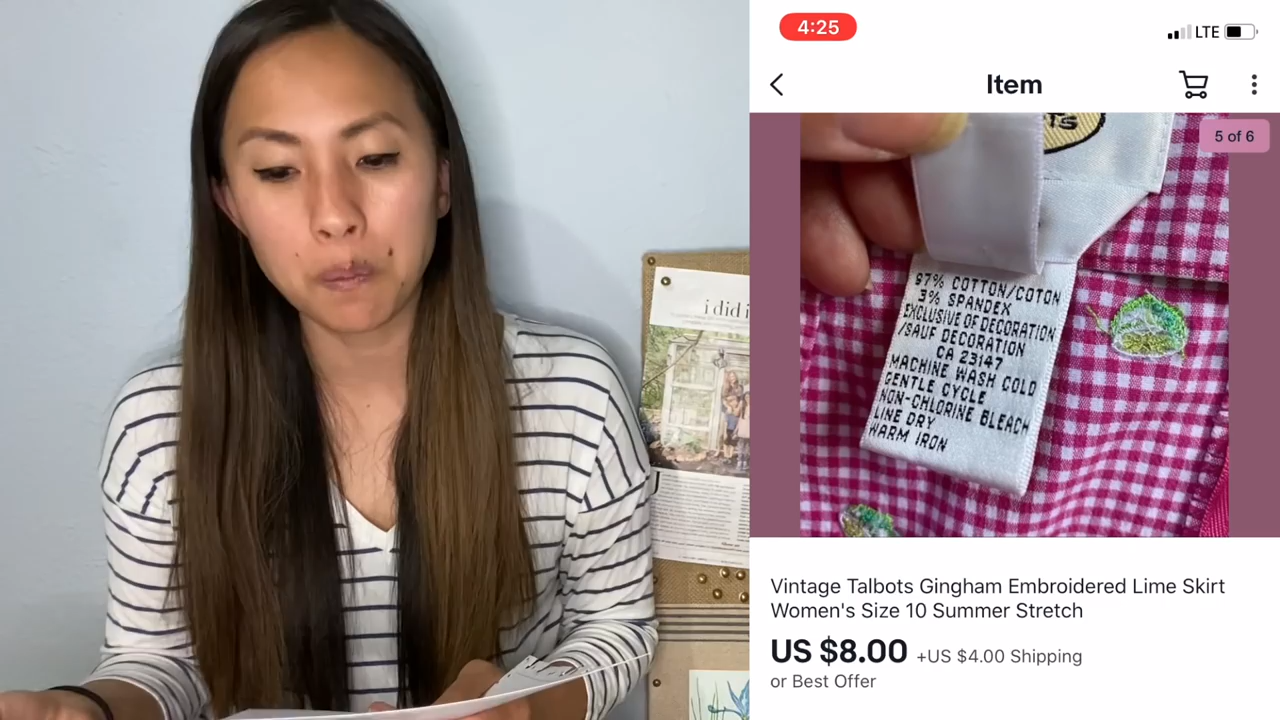 4:25
LTE
Item
5 of 6
TS
97% COTTON/COTON
3% SPANDEX
EXCLUSIVE OF DECORATION
/SAUF DECORATION
CA 23147
MACHINE WASH COLD
GENTLE CYCLE
NON-CHLORINE BLEACH
LINE DRY
WARM IRON
i did i
Vintage Talbots Gingham Embroidered Lime Skirt
Women's Size 10 Summer Stretch
US $8.00 +US $4.00 Shipping
or Best Offer